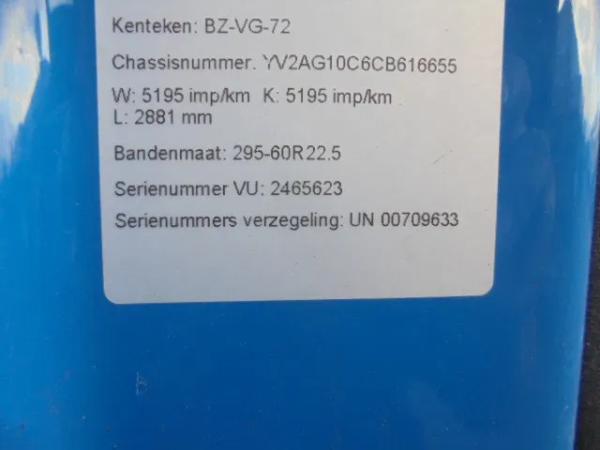 Kenteken: BZ-VG-72
Chassisnummer. YV2AG10C6CB616655
W: 5195 imp/km K: 5195 imp/km
L: 2881 mm
Bandenmaat: 295-60R22.5
Serienummer VU: 2465623
Serienummers verzegeling: UN 00709633